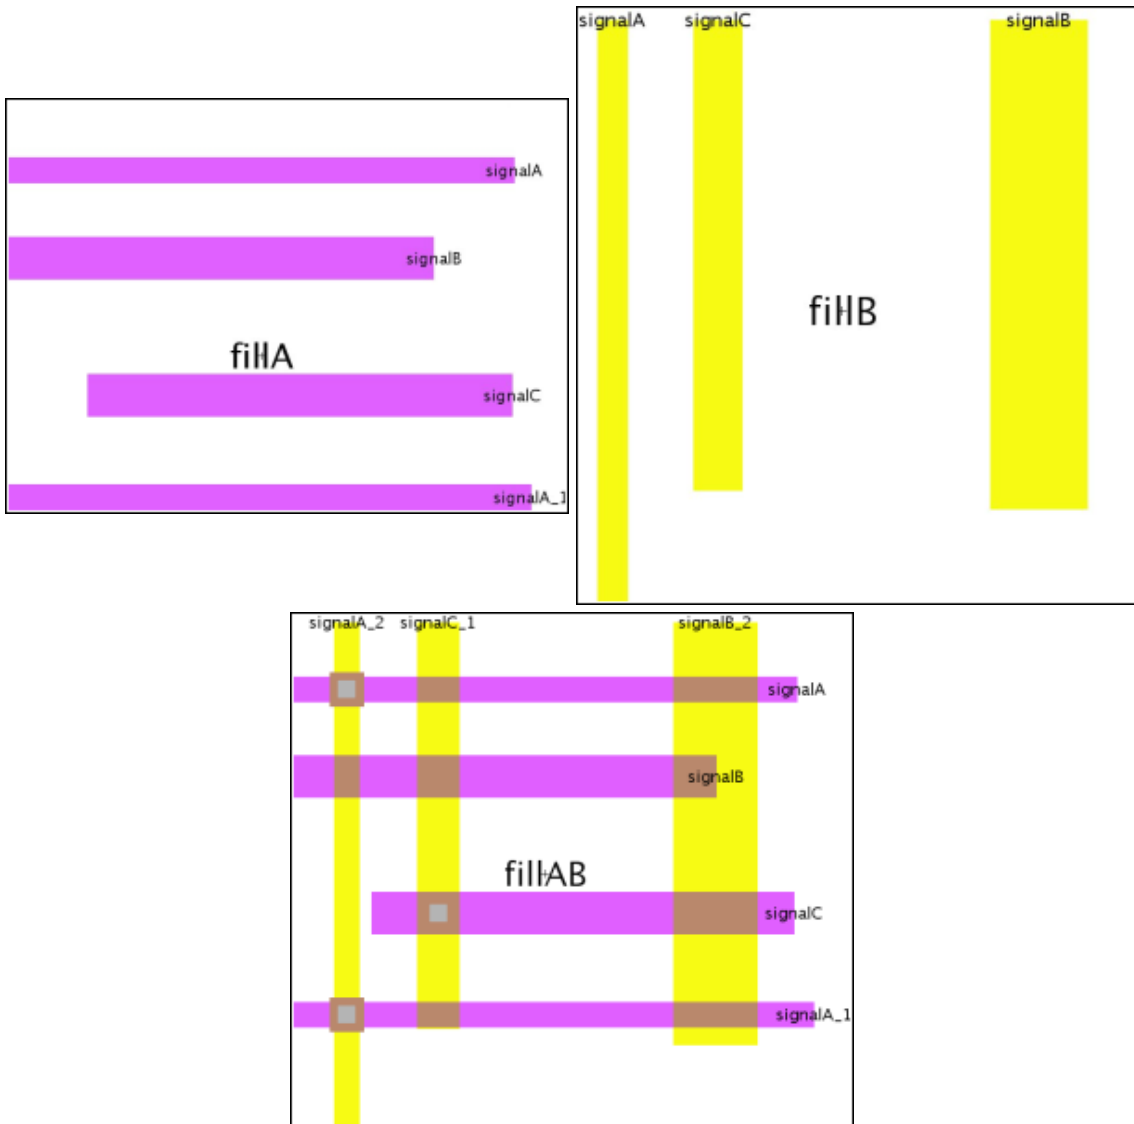 signalA
signalB
fillA
signalC
signalA_1
signalA signalC signalB
fillB
signalA_2 signalC_1 signalB_2
signalA
signalB
fillAB
signalC
signalA_1